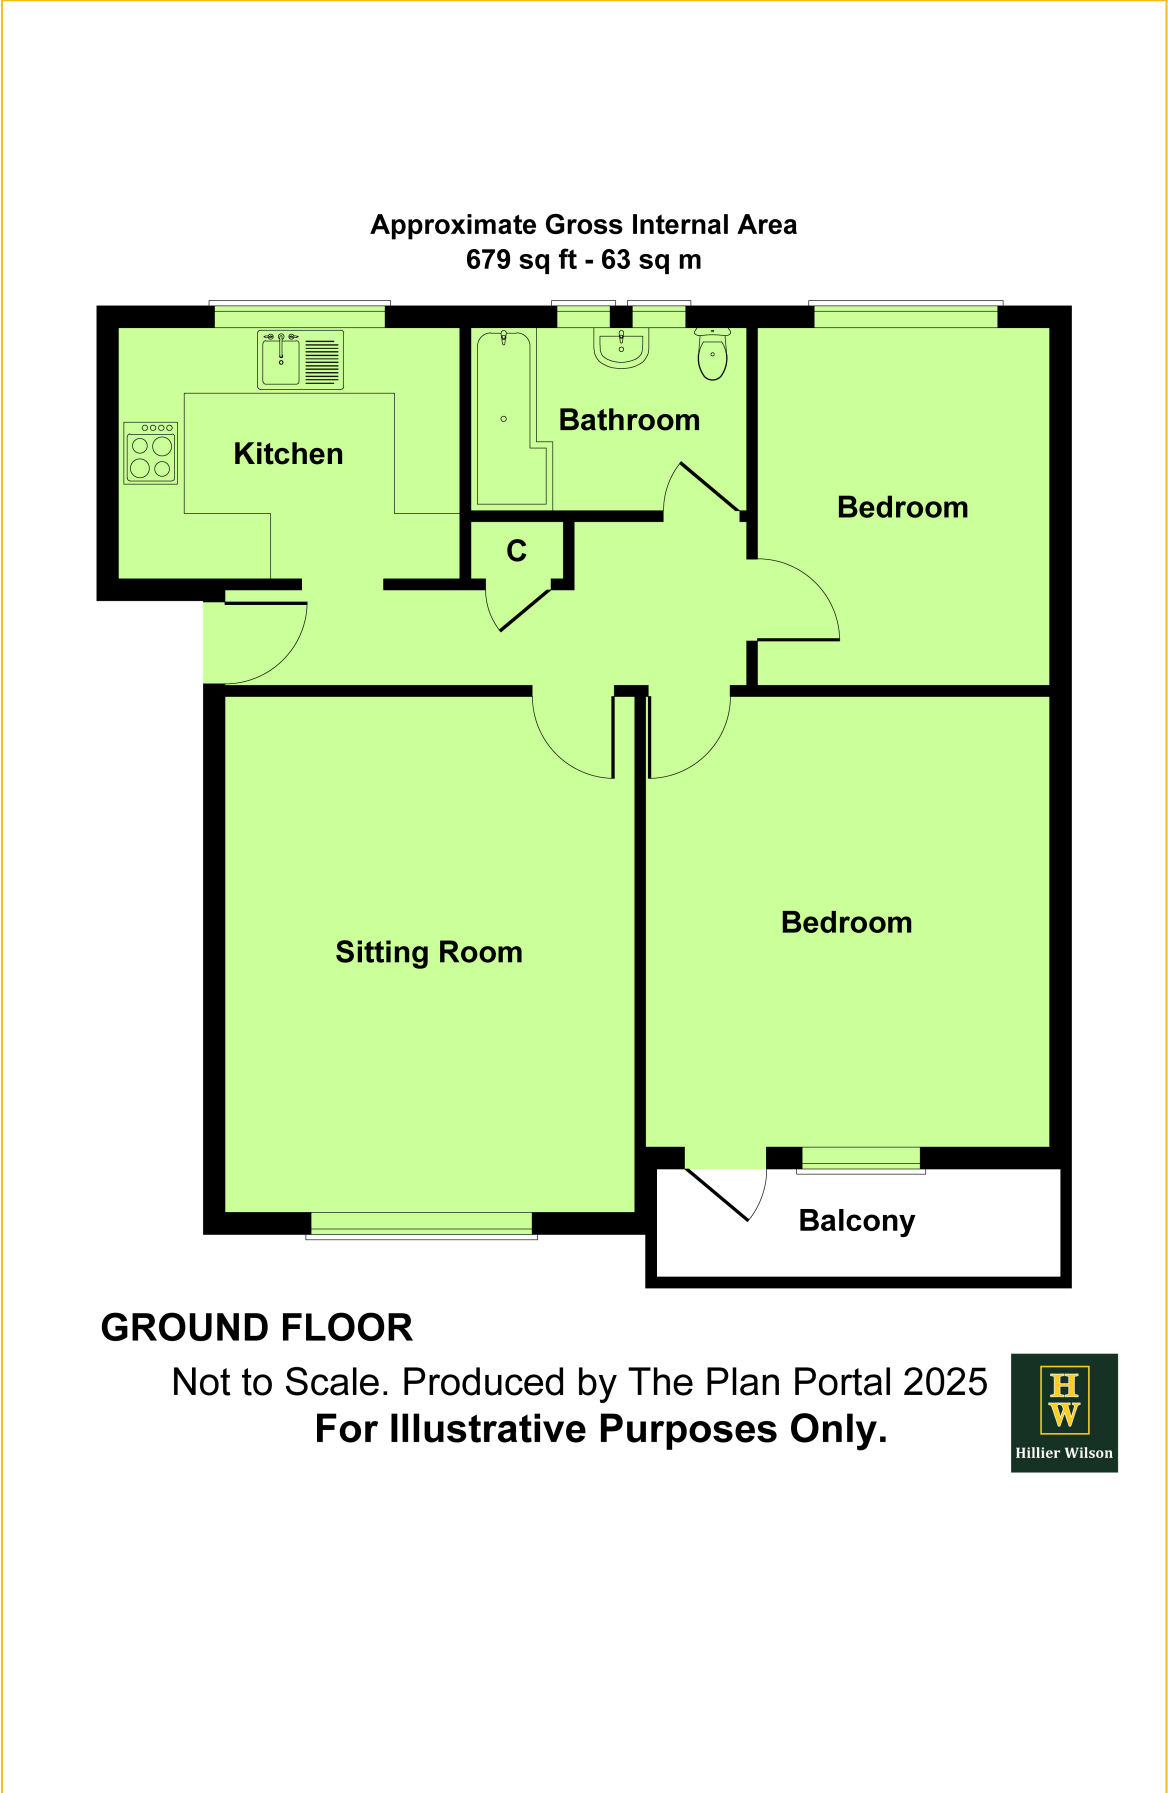 Approximate Gross Internal Area
679 sq ft - 63 sq m
Kitchen
Bathroom
Bedroom
C
Sitting Room
Bedroom
Balcony
GROUND FLOOR
Not to Scale. Produced by The Plan Portal 2025
For Illustrative Purposes Only.
H
W
Hillier Wilson